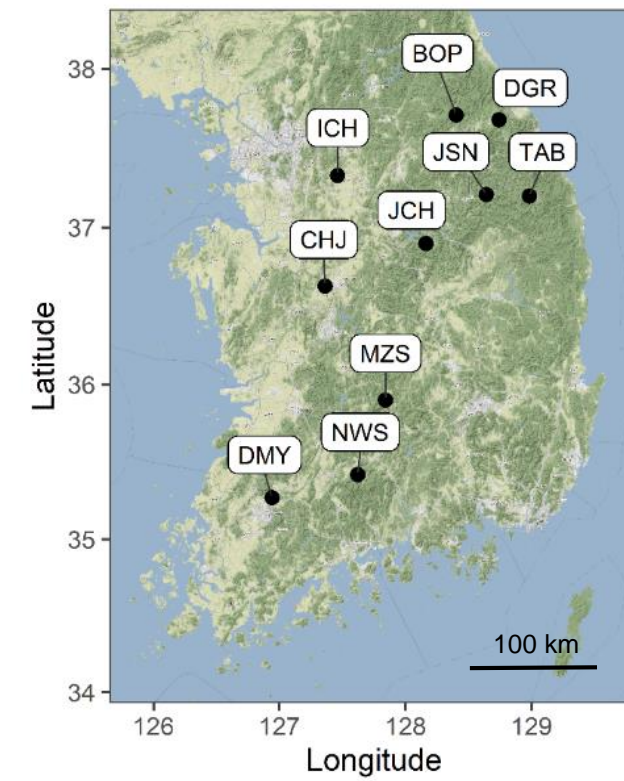 BOP
DGR
ICH
JSN
TAB
JCH
CHJ
MZS
NWS
DMY
38
37
36
35
34
Latitude
100 km
126
127
128
129
Longitude